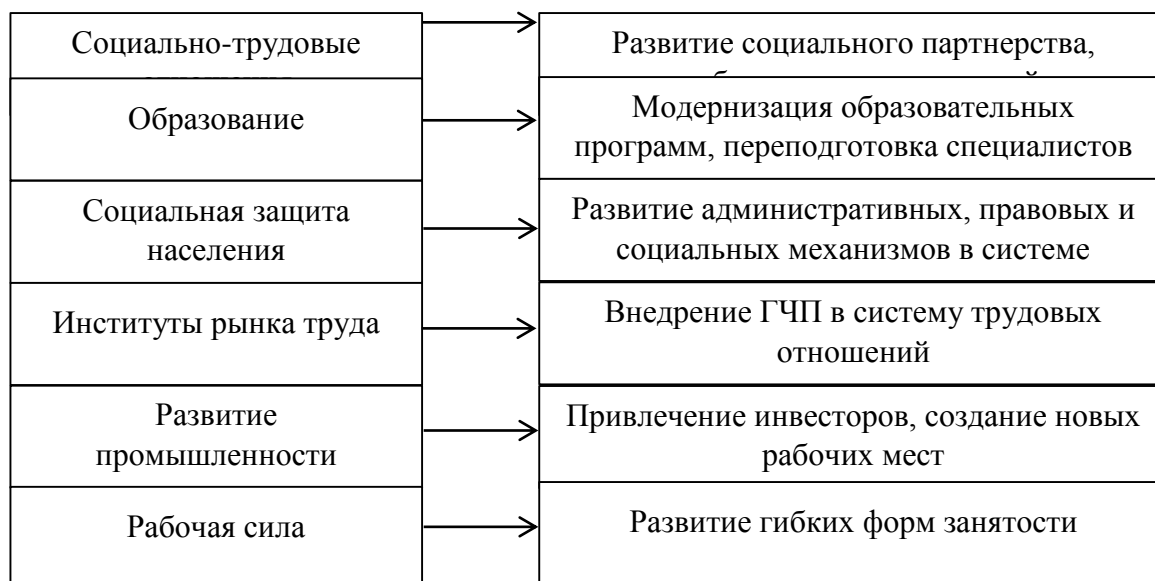 Социально-трудовые
Развитие социального партнерства,
Образование
Модернизация образовательных
программ, переподготовка специалистов
Социальная защита
населения
Развитие административных, правовых и
социальных механизмов в системе
Институты рынка труда
Внедрение ГЧП в систему трудовых
отношений
Развитие
промышленности
Привлечение инвесторов, создание новых
рабочих мест
Рабочая сила
Развитие гибких форм занятости